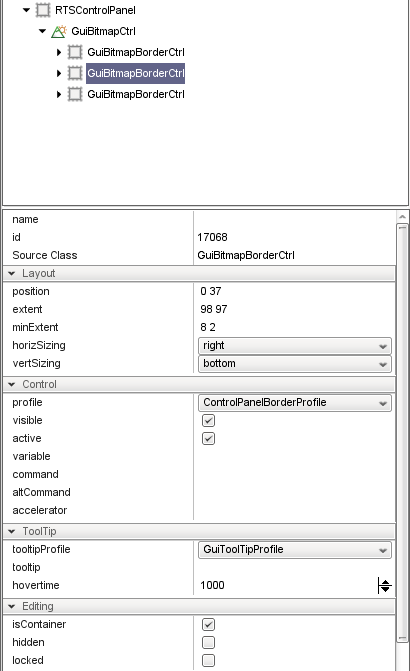 RTSControlPanel
GuiBitmapCtrl
GuiBitmapBorderCtrl
GuiBitmapBorderCtrl
GuiBitmapBorderCtrl
name
id 17068
Source Class GuiBitmapBorderCtrl
Layout
position 0 37
extent 98 97
minExtent 8 2
horizSizing right
vertSizing bottom
Control
profile ControlPanelBorderProfile
visible
active
variable
command
altCommand
accelerator
ToolTip
tooltipProfile GuiToolTipProfile
tooltip
hovertime 1000
Editing
isContainer
hidden
locked